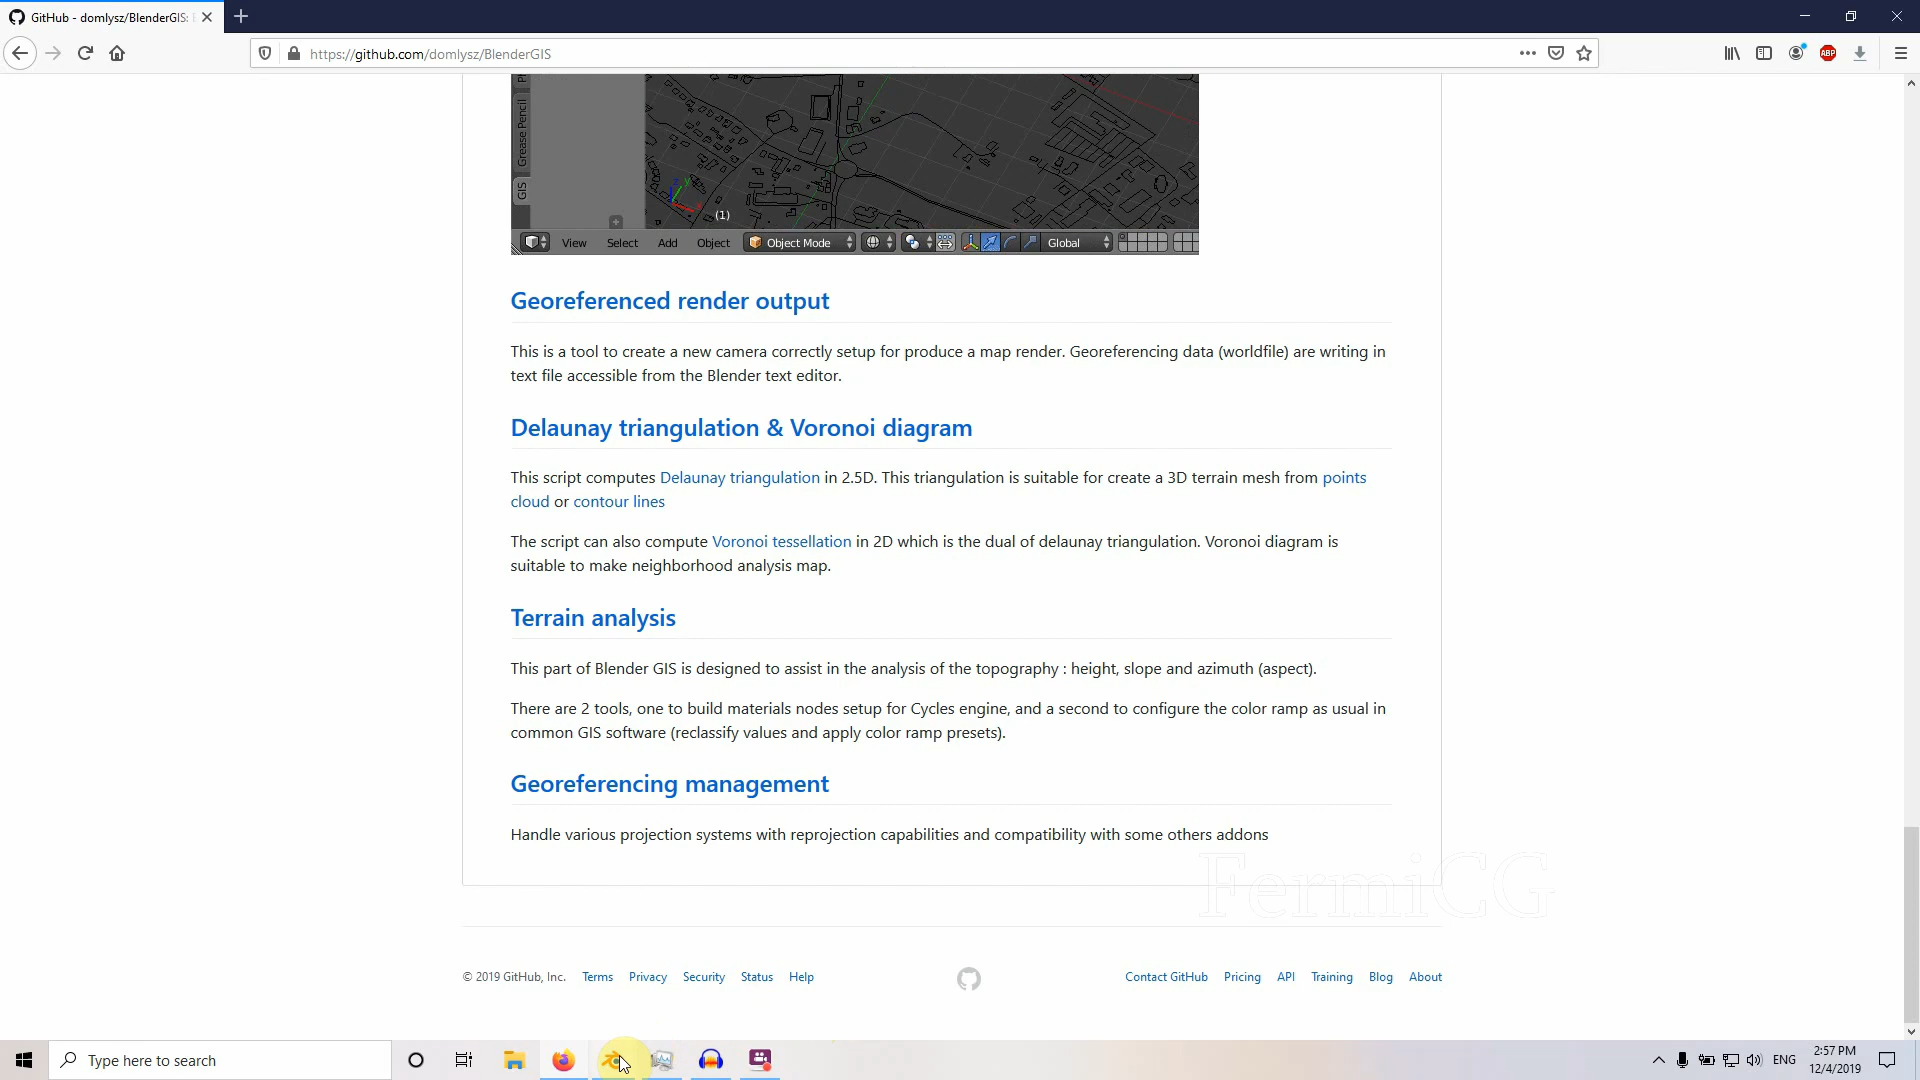 GitHub - domlysz/BlenderGIS:
https://github.com/domlysz/BlenderGIS
ABP
Grease Pencil
GIS
(1)
View Select Add Object Object Mode Global
Georeferenced render output
This is a tool to create a new camera correctly setup for produce a map render. Georeferencing data (worldfile) are writing in
text file accessible from the Blender text editor.
Delaunay triangulation & Voronoi diagram
This script computes Delaunay triangulation in 2.5D. This triangulation is suitable for create a 3D terrain mesh from points
cloud or contour lines
The script can also compute Voronoi tessellation in 2D which is the dual of delaunay triangulation. Voronoi diagram is
suitable to make neighborhood analysis map.
Terrain analysis
This part of Blender GIS is designed to assist in the analysis of the topography : height, slope and azimuth (aspect).
There are 2 tools, one to build materials nodes setup for Cycles engine, and a second to configure the color ramp as usual in
common GIS software (reclassify values and apply color ramp presets).
Georeferencing management
Handle various projection systems with reprojection capabilities and compatibility with some others addons
FermiCG
© 2019 GitHub, Inc. Terms Privacy Security Status Help Contact GitHub Pricing API Training Blog About
Type here to search
ENG
2:57 PM
12/4/2019